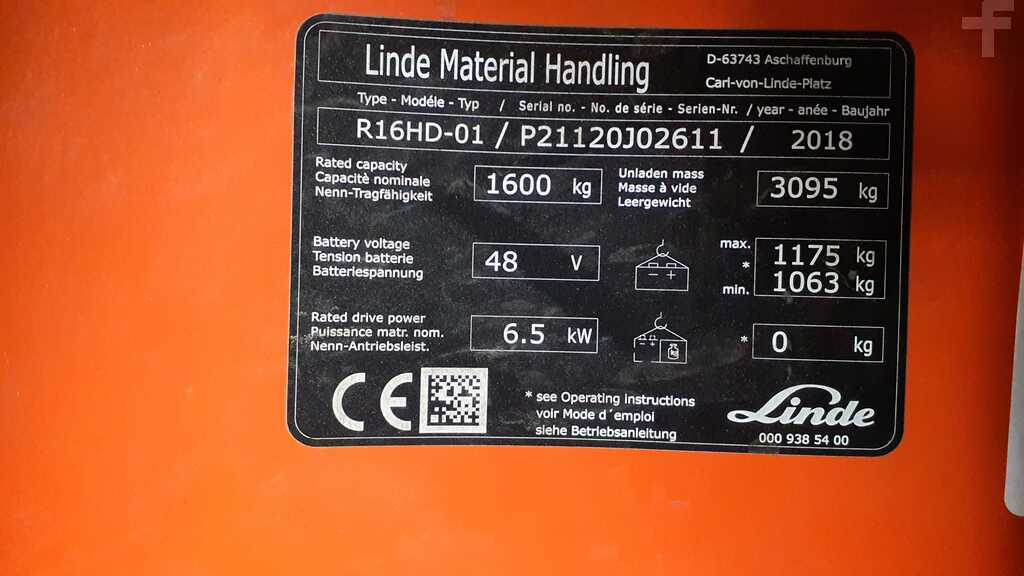 Linde Material Handling
D-63743 Aschaffenburg
Carl-von-Linde-Platz
Type - Modéle - Typ / Serial no. - No. de série - Serien-Nr. / year - anée - Baujahr
R16HD-01 / P21120J02611 / 2018
Rated capacity
Capacitè nominale
Nenn-Tragfähigkeit
1600 kg
Unladen mass
Masse à vide
Leergewicht
3095 kg
Battery voltage
Tension batterie
Batteriespannung
48 V
max.
*
min.
1175 kg
1063 kg
Rated drive power
Puissance matr. nom.
Nenn-Antriebsleist.
6.5 kW
* 0 kg
CE
* see Operating instructions
voir Mode d´emploi
siehe Betriebsanleitung
Linde
000 938 54 00
f